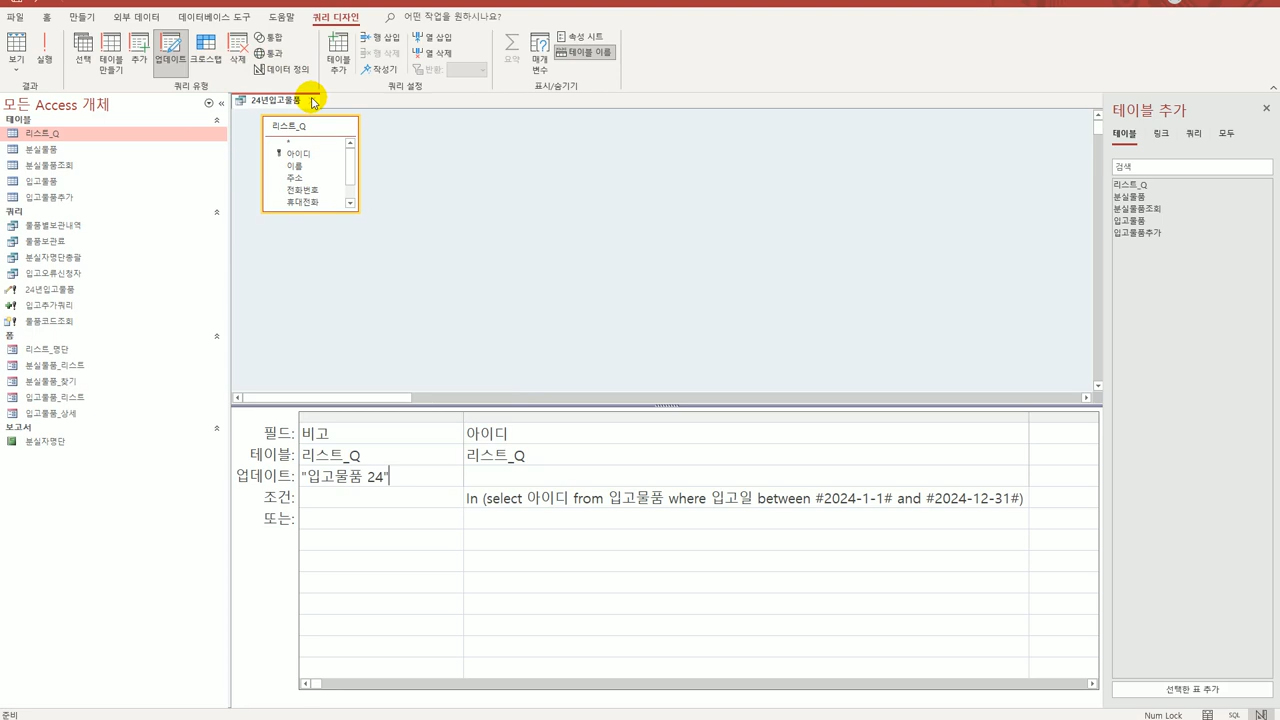 파일 홈 만들기 외부 데이터 데이터베이스 도구 도움말 쿼리 디자인 어떤 작업을 원하시나요?
보기 실행 선택 테이블 만들기 추가 업데이트 크로스탭 삭제 통합 통과 데이터 정의 테이블 추가 행 삽입 행 삭제 작성기 열 삽입 열 삭제 반환: 요약 매개 변수 속성 시트 테이블 이름
결과 쿼리 유형 쿼리 설정 표시/숨기기
모든 Access 개체
테이블
리스트_Q
분실물품
분실물품조회
입고물품
입고물품추가
쿼리
물품별보관내역
물품보관료
분실자명단총괄
입고오류신청자
24년입고물품
입고추가쿼리
물품코드조회
폼
리스트_명단
분실물품_리스트
분실물품_찾기
입고물품_리스트
입고물품_상세
보고서
분실자명단
24년입고물품
리스트_Q
*
아이디
이름
주소
전화번호
휴대전화
필드: 비고 아이디
테이블: 리스트_Q 리스트_Q
업데이트: "입고물품 24"
조건: In (select 아이디 from 입고물품 where 입고일 between #2024-1-1# and #2024-12-31#)
또는:
테이블 추가
테이블 링크 쿼리 모두
검색
리스트_Q
분실물품
분실물품조회
입고물품
입고물품추가
선택한 표 추가
준비 Num Lock SQL